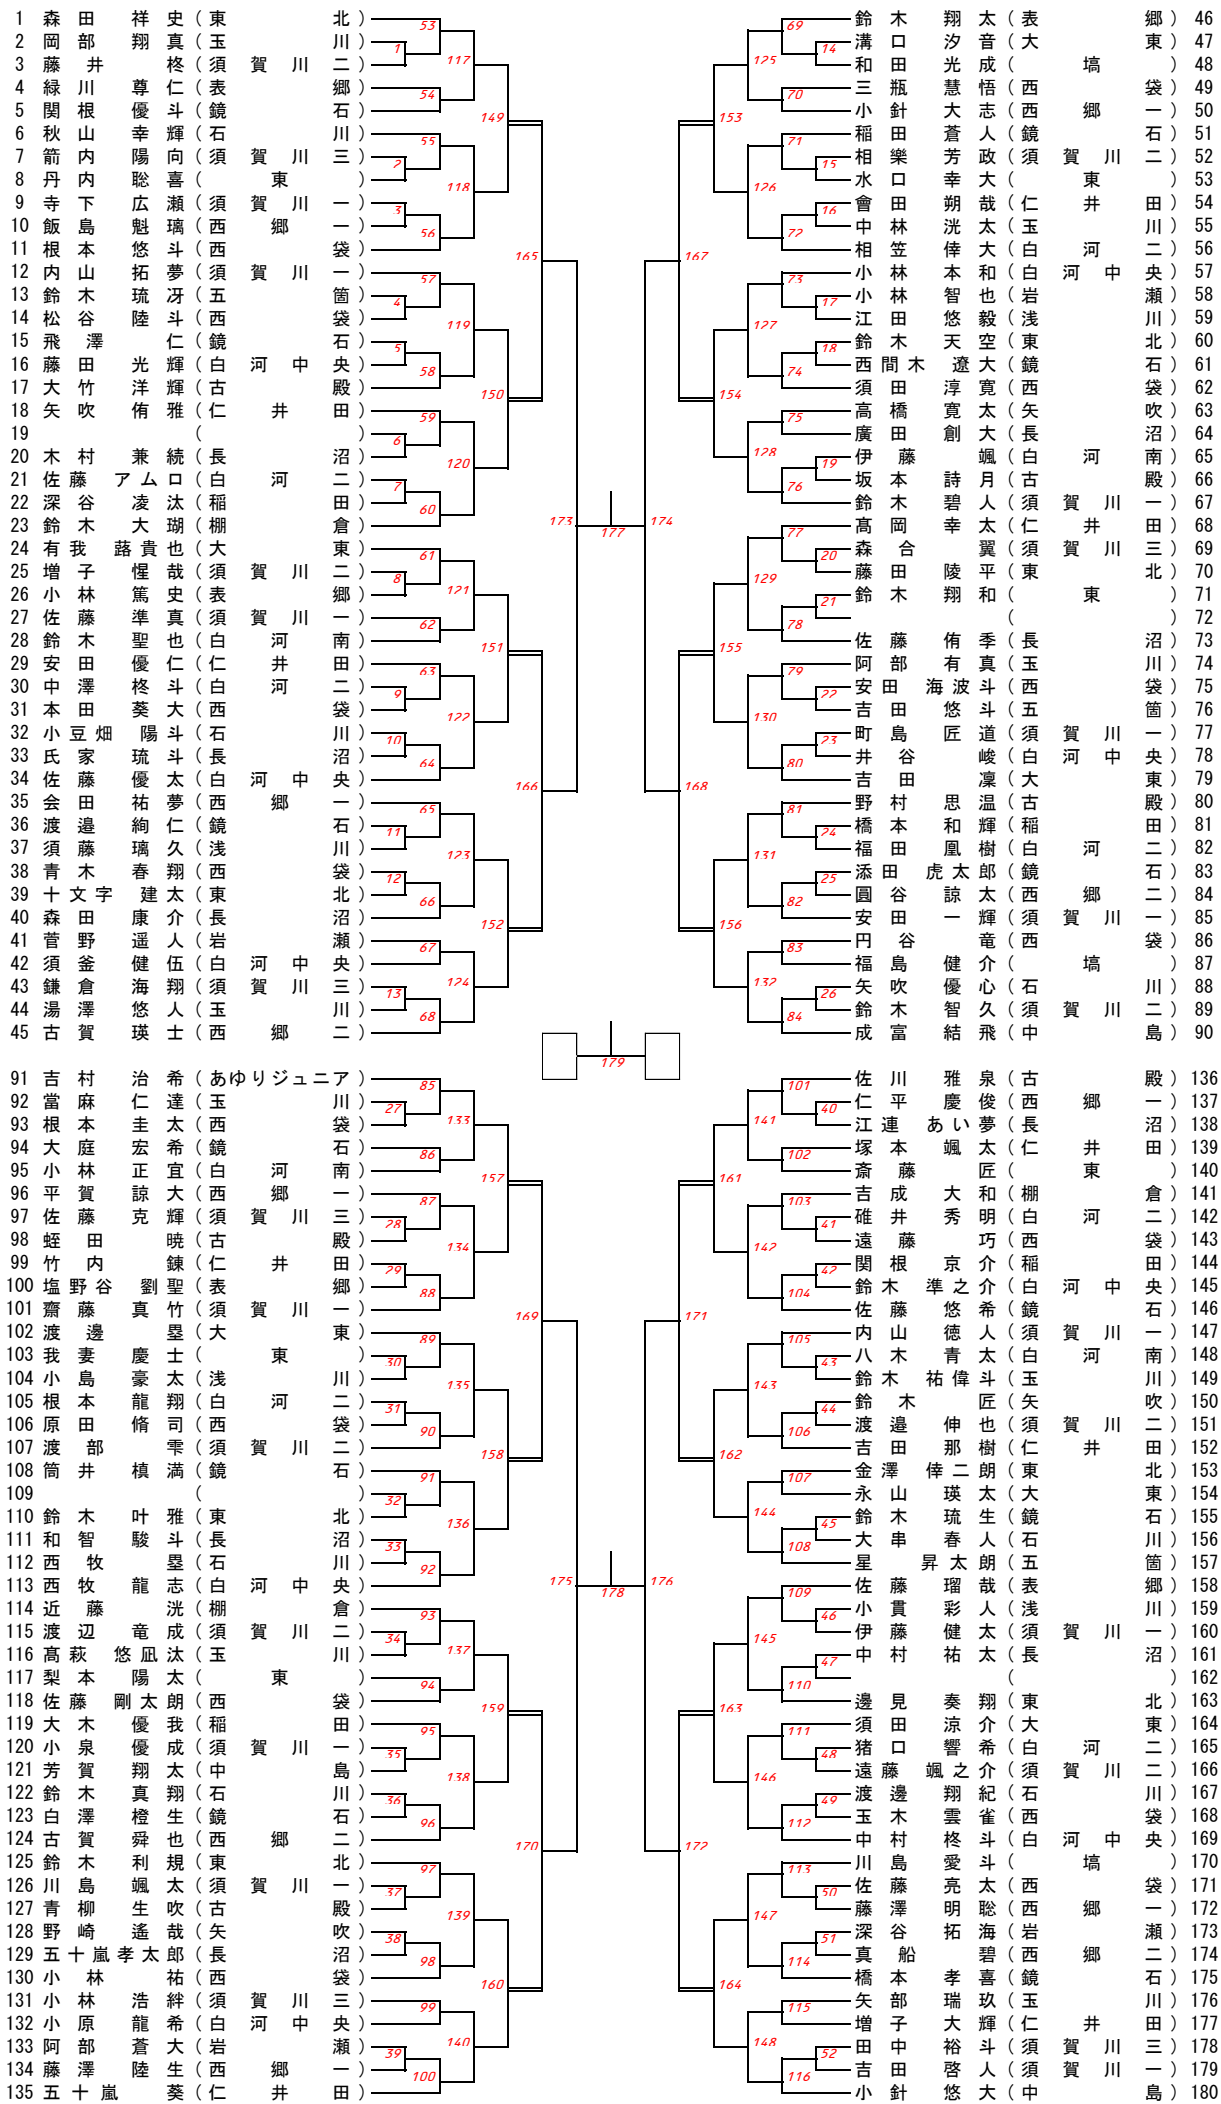 1 森田 祥史 (東北)
2 岡部 翔真 (玉川)
3 藤井 柊 (須賀川二)
4 緑川 尊仁 (表郷)
5 関根 優斗 (鏡石)
6 秋山 幸輝 (石川)
7 箭内 陽向 (須賀川三)
8 丹内 聡喜 (東)
9 寺下 広瀬 (須賀川一)
10 飯島 魁璃 (西郷一)
11 根本 悠斗 (西袋)
12 内山 拓夢 (須賀川一)
13 鈴木 琉冴 (五箇)
14 松谷 陸斗 (西袋)
15 飛澤 仁 (鏡石)
16 藤田 光輝 (白河中央)
17 大竹 洋輝 (古殿)
18 矢吹 侑雅 (仁井田)
19 ( )
20 木村 兼続 (長沼)
21 佐藤 アムロ (白河二)
22 深谷 凌汰 (稲田)
23 鈴木 大瑚 (棚倉)
24 有我 蕗貴也 (大東)
25 増子 惺哉 (須賀川二)
26 小林 篤史 (表郷)
27 佐藤 準真 (須賀川一)
28 鈴木 聖也 (白河南)
29 安田 優仁 (仁井田)
30 中澤 柊斗 (白河二)
31 本田 葵大 (西袋)
32 小豆畑 陽斗 (石川)
33 氏家 琉斗 (長沼)
34 佐藤 優太 (白河中央)
35 会田 祐夢 (西郷一)
36 渡邉 絢仁 (鏡石)
37 須藤 璃久 (浅川)
38 青木 春翔 (西袋)
39 十文字 建太 (東北)
40 森田 康介 (長沼)
41 菅野 遥人 (岩瀬)
42 須釜 健伍 (白河中央)
43 鎌倉 海翔 (須賀川三)
44 湯澤 悠人 (玉川)
45 古賀 瑛士 (西郷二)
鈴木 翔太 (表郷) 46
溝口 汐音 (大東) 47
和田 光成 (塙) 48
三瓶 慧悟 (西袋) 49
小針 大志 (西郷一) 50
稲田 蒼人 (鏡石) 51
相樂 芳政 (須賀川二) 52
水口 幸大 (東) 53
會田 朔哉 (仁井田) 54
中林 洸太 (玉川) 55
相笠 倖大 (白河二) 56
小林 本和 (白河中央) 57
小林 智也 (岩瀬) 58
江田 悠毅 (浅川) 59
鈴木 天空 (東北) 60
西間木 遼大 (鏡石) 61
須田 淳寛 (西袋) 62
高橋 寛太 (矢吹) 63
廣田 創大 (長沼) 64
伊藤 颯 (白河南) 65
坂本 詩月 (古殿) 66
鈴木 碧人 (須賀川一) 67
髙岡 幸太 (仁井田) 68
森合 翼 (須賀川三) 69
藤田 陵平 (東北) 70
鈴木 翔和 (東) 71
( ) 72
佐藤 侑季 (長沼) 73
阿部 有真 (玉川) 74
安田 海波斗 (西袋) 75
吉田 悠斗 (五箇) 76
町島 匠道 (須賀川一) 77
井谷 峻 (白河中央) 78
吉田 凜 (大東) 79
野村 思温 (古殿) 80
橋本 和輝 (稲田) 81
福田 凰樹 (白河二) 82
添田 虎太郎 (鏡石) 83
圓谷 諒太 (西郷二) 84
安田 一輝 (須賀川一) 85
円谷 竜 (西袋) 86
福島 健介 (塙) 87
矢吹 優心 (石川) 88
鈴木 智久 (須賀川二) 89
成富 結飛 (中島) 90
91 吉村 治希 (あゆりジュニア)
92 當麻 仁達 (玉川)
93 根本 圭太 (西袋)
94 大庭 宏希 (鏡石)
95 小林 正宜 (白河南)
96 平賀 諒大 (西郷一)
97 佐藤 克輝 (須賀川三)
98 蛭田 暁 (古殿)
99 竹内 錬 (仁井田)
100 塩野谷 劉聖 (表郷)
101 齋藤 真竹 (須賀川一)
102 渡邊 塁 (大東)
103 我妻 慶士 (東)
104 小島 豪太 (浅川)
105 根本 龍翔 (白河二)
106 原田 脩司 (西袋)
107 渡部 雫 (須賀川二)
108 筒井 槙満 (鏡石)
109 ( )
110 鈴木 叶雅 (東北)
111 和智 駿斗 (長沼)
112 西牧 塁 (石川)
113 西牧 龍志 (白河中央)
114 近藤 洸 (棚倉)
115 渡辺 竜成 (須賀川二)
116 髙萩 悠凪汰 (玉川)
117 梨本 陽太 (東)
118 佐藤 剛太朗 (西袋)
119 大木 優我 (稲田)
120 小泉 優成 (須賀川一)
121 芳賀 翔太 (中島)
122 鈴木 真翔 (石川)
123 白澤 橙生 (鏡石)
124 古賀 舜也 (西郷二)
125 鈴木 利規 (東北)
126 川島 颯太 (須賀川一)
127 青柳 生吹 (古殿)
128 野崎 遙哉 (矢吹)
129 五十嵐孝太郎 (長沼)
130 小林 祐 (西袋)
131 小林 浩絆 (須賀川三)
132 小原 龍希 (白河中央)
133 阿部 蒼大 (岩瀬)
134 藤澤 陸生 (西郷一)
135 五十嵐 葵 (仁井田)
佐川 雅泉 (古殿) 136
仁平 慶俊 (西郷一) 137
江連 あい夢 (長沼) 138
塚本 颯太 (仁井田) 139
斎藤 匠 (東) 140
吉成 大和 (棚倉) 141
碓井 秀明 (白河二) 142
遠藤 巧 (西袋) 143
関根 京介 (稲田) 144
鈴木 準之介 (白河中央) 145
佐藤 悠希 (鏡石) 146
内山 徳人 (須賀川一) 147
八木 青太 (白河南) 148
鈴木 祐偉斗 (玉川) 149
鈴木 匠 (矢吹) 150
渡邉 伸也 (須賀川二) 151
吉田 那樹 (仁井田) 152
金澤 倖二朗 (東北) 153
永山 瑛太 (大東) 154
鈴木 琉生 (鏡石) 155
大串 春人 (石川) 156
星 昇太朗 (五箇) 157
佐藤 瑠哉 (表郷) 158
小貫 彩人 (浅川) 159
伊藤 健太 (須賀川一) 160
中村 祐太 (長沼) 161
( ) 162
邊見 奏翔 (東北) 163
須田 涼介 (大東) 164
猪口 響希 (白河二) 165
遠藤 颯之介 (須賀川二) 166
渡邊 翔紀 (石川) 167
玉木 雲雀 (西袋) 168
中村 柊斗 (白河中央) 169
川島 愛斗 (塙) 170
佐藤 亮太 (西袋) 171
藤澤 明聡 (西郷一) 172
深谷 拓海 (岩瀬) 173
真船 碧 (西郷二) 174
橋本 孝喜 (鏡石) 175
矢部 瑞玖 (玉川) 176
増子 大輝 (仁井田) 177
田中 裕斗 (須賀川三) 178
吉田 啓人 (須賀川一) 179
小針 悠大 (中島) 180